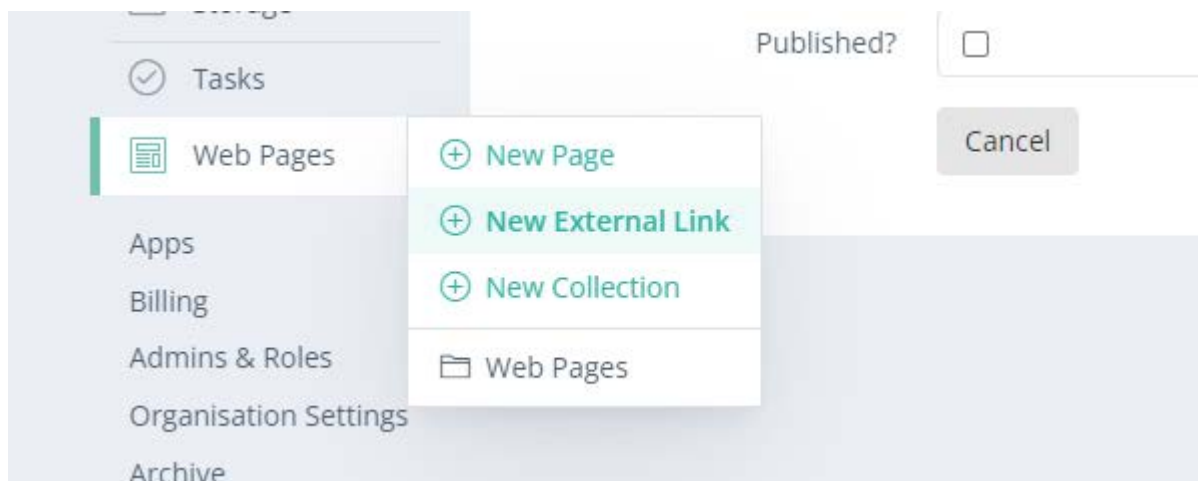 Storage
Tasks
Web Pages
Apps
Billing
Admins & Roles
Organisation Settings
Archive
New Page
New External Link
New Collection
Web Pages
Published?
Cancel